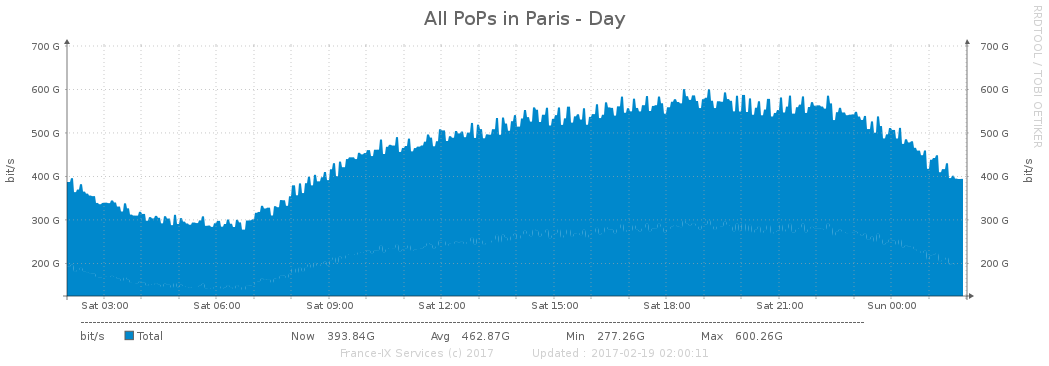 All PoPs in Paris - Day
RRDTOOL / TOBI OETIKER
700 G 700 G
600 G 600 G
500 G 500 G
400 G 400 G
300 G 300 G
200 G 200 G
bit/s bit/s
Sat 03:00 Sat 06:00 Sat 09:00 Sat 12:00 Sat 15:00 Sat 18:00 Sat 21:00 Sun 00:00
bit/s Total Now 393.84G Avg 462.87G Min 277.26G Max 600.26G
France-IX Services (c) 2017 Updated : 2017-02-19 02:00:11